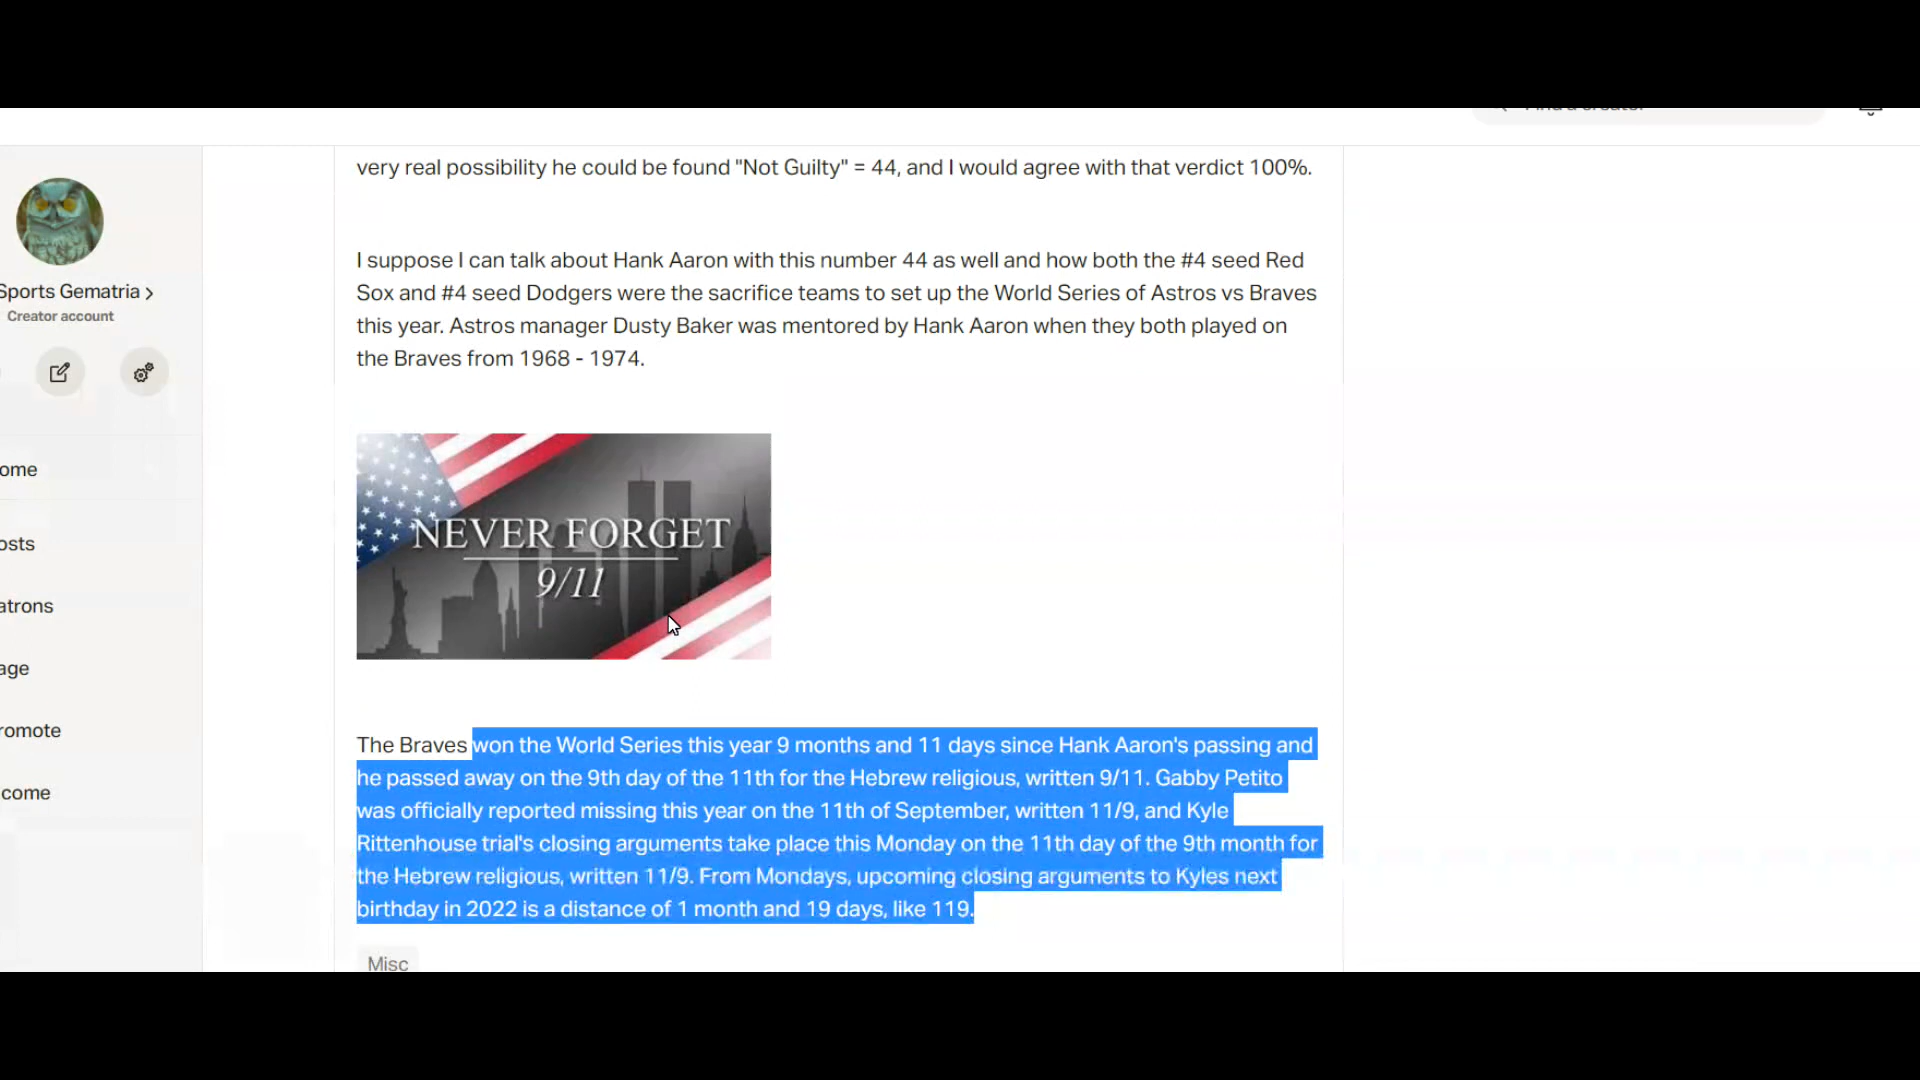 very real possibility he could be found "Not Guilty" = 44, and I would agree with that verdict 100%.
Sports Gematria
Creator account
I suppose I can talk about Hank Aaron with this number 44 as well and how both the #4 seed Red
Sox and #4 seed Dodgers were the sacrifice teams to set up the World Series of Astros vs Braves
this year. Astros manager Dusty Baker was mentored by Hank Aaron when they both played on
the Braves from 1968 - 1974.
ome
osts
atrons
age
romote
come
NEVER FORGET
9/11
The Braves won the World Series this year 9 months and 11 days since Hank Aaron's passing and
he passed away on the 9th day of the 11th for the Hebrew religious, written 9/11. Gabby Petito
was officially reported missing this year on the 11th of September, written 11/9, and Kyle
Rittenhouse trial's closing arguments take place this Monday on the 11th day of the 9th month for
the Hebrew religious, written 11/9. From Mondays, upcoming closing arguments to Kyles next
birthday in 2022 is a distance of 1 month and 19 days, like 119.
Misc